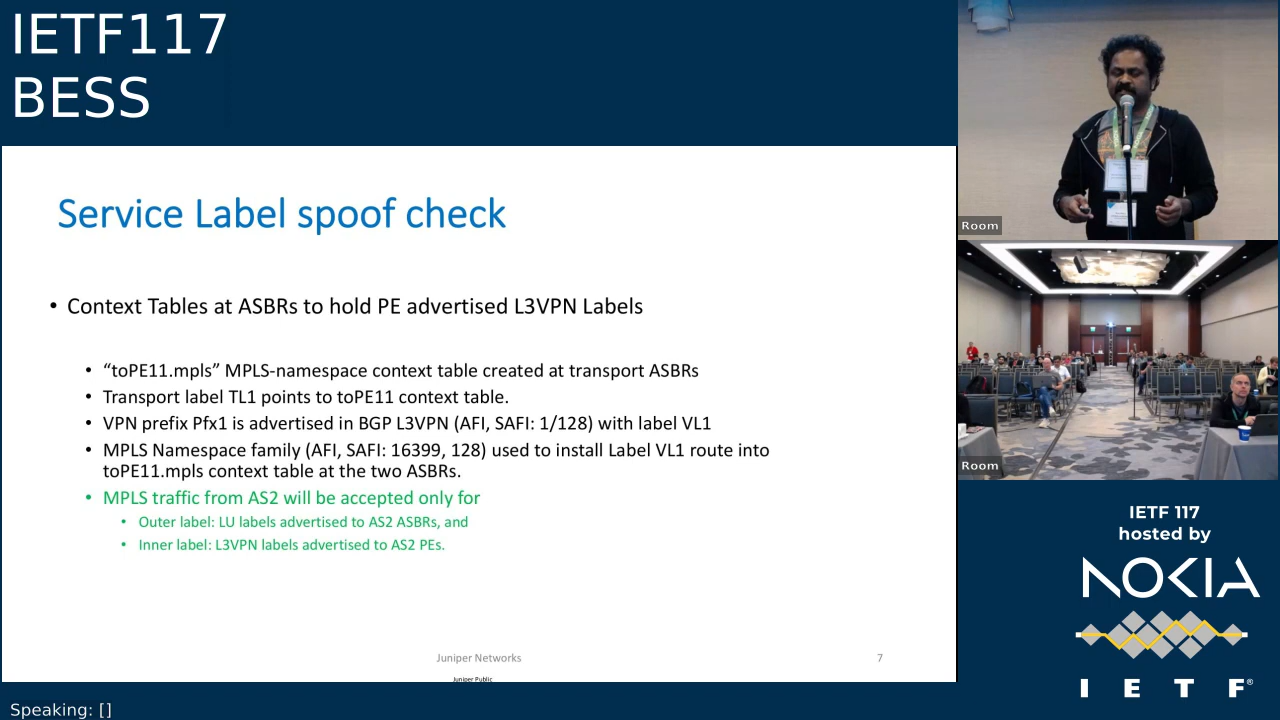 IETF117
BESS
Service Label spoof check
• Context Tables at ASBRs to hold PE advertised L3VPN Labels
• “toPE11.mpls” MPLS-namespace context table created at transport ASBRs
• Transport label TL1 points to toPE11 context table.
• VPN prefix Pfx1 is advertised in BGP L3VPN (AFI, SAFI: 1/128) with label VL1
• MPLS Namespace family (AFI, SAFI: 16399, 128) used to install Label VL1 route into
toPE11.mpls context table at the two ASBRs.
• MPLS traffic from AS2 will be accepted only for
• Outer label: LU labels advertised to AS2 ASBRs, and
• Inner label: L3VPN labels advertised to AS2 PEs.
Juniper Networks
7
Juniper Public
Room
Room
IETF 117
hosted by
NOKIA
I E T F®
Speaking: []